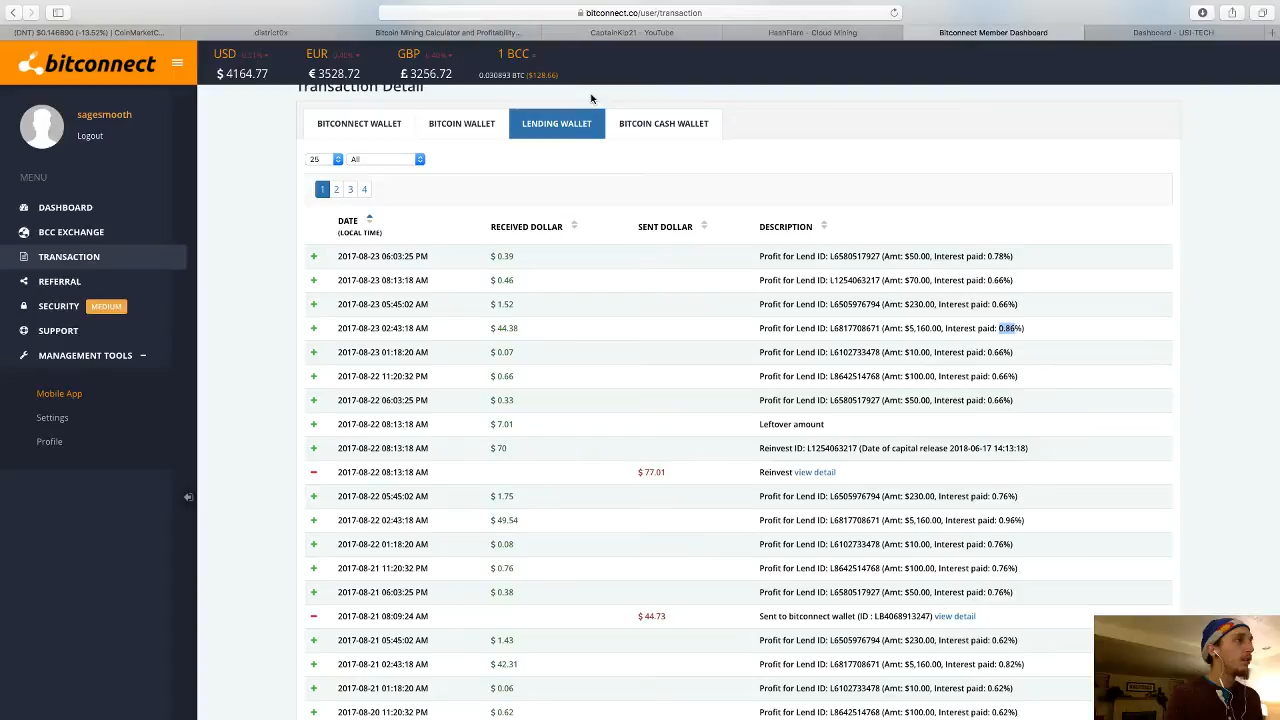 bitconnect.co/user/transaction
(DNT) $0.146890 (-13.52%) | CoinMarketC...
district0x
Bitcoin Mining Calculator and Profitability...
CaptainKip21 - YouTube
HashFlare - Cloud Mining
Bitconnect Member Dashboard
Dashboard - USI-TECH
bitconnect
USD 0.01%
EUR 0.00%
GBP 0.40%
1 BCC =
$ 4164.77
€ 3528.72
£ 3256.72
0.030893 BTC ($128.66)
Transaction Detail
sagesmooth
Logout
MENU
DASHBOARD
BCC EXCHANGE
TRANSACTION
REFERRAL
SECURITY MEDIUM
SUPPORT
MANAGEMENT TOOLS
Mobile App
Settings
Profile
BITCONNECT WALLET
BITCOIN WALLET
LENDING WALLET
BITCOIN CASH WALLET
25 All
1 2 3 4
DATE (LOCAL TIME) RECEIVED DOLLAR SENT DOLLAR DESCRIPTION
2017-08-23 06:03:25 PM $ 0.39 Profit for Lend ID: L6580517927 (Amt: $50.00, Interest paid: 0.78%)
2017-08-23 08:13:18 AM $ 0.46 Profit for Lend ID: L1254063217 (Amt: $70.00, Interest paid: 0.66%)
2017-08-23 05:45:02 AM $ 1.52 Profit for Lend ID: L6505976794 (Amt: $230.00, Interest paid: 0.66%)
2017-08-23 02:43:18 AM $ 44.38 Profit for Lend ID: L6817708671 (Amt: $5,160.00, Interest paid: 0.86%)
2017-08-23 01:18:20 AM $ 0.07 Profit for Lend ID: L6102733478 (Amt: $10.00, Interest paid: 0.66%)
2017-08-22 11:20:32 PM $ 0.66 Profit for Lend ID: L8642514768 (Amt: $100.00, Interest paid: 0.66%)
2017-08-22 06:03:25 PM $ 0.33 Profit for Lend ID: L6580517927 (Amt: $50.00, Interest paid: 0.66%)
2017-08-22 08:13:18 AM $ 7.01 Leftover amount
2017-08-22 08:13:18 AM $ 70 Reinvest ID: L1254063217 (Date of capital release 2018-06-17 14:13:18)
2017-08-22 08:13:18 AM $ 77.01 Reinvest view detail
2017-08-22 05:45:02 AM $ 1.75 Profit for Lend ID: L6505976794 (Amt: $230.00, Interest paid: 0.76%)
2017-08-22 02:43:18 AM $ 49.54 Profit for Lend ID: L6817708671 (Amt: $5,160.00, Interest paid: 0.96%)
2017-08-22 01:18:20 AM $ 0.08 Profit for Lend ID: L6102733478 (Amt: $10.00, Interest paid: 0.76%)
2017-08-21 11:20:32 PM $ 0.76 Profit for Lend ID: L8642514768 (Amt: $100.00, Interest paid: 0.76%)
2017-08-21 06:03:25 PM $ 0.38 Profit for Lend ID: L6580517927 (Amt: $50.00, Interest paid: 0.76%)
2017-08-21 08:09:24 AM $ 44.73 Sent to bitconnect wallet (ID : LB4068913247) view detail
2017-08-21 05:45:02 AM $ 1.43 Profit for Lend ID: L6505976794 (Amt: $230.00, Interest paid: 0.62%)
2017-08-21 02:43:18 AM $ 42.31 Profit for Lend ID: L6817708671 (Amt: $5,160.00, Interest paid: 0.82%)
2017-08-21 01:18:20 AM $ 0.06 Profit for Lend ID: L6102733478 (Amt: $10.00, Interest paid: 0.62%)
2017-08-20 11:20:32 PM $ 0.62 Profit for Lend ID: L8642514768 (Amt: $100.00, Interest paid: 0.62%)